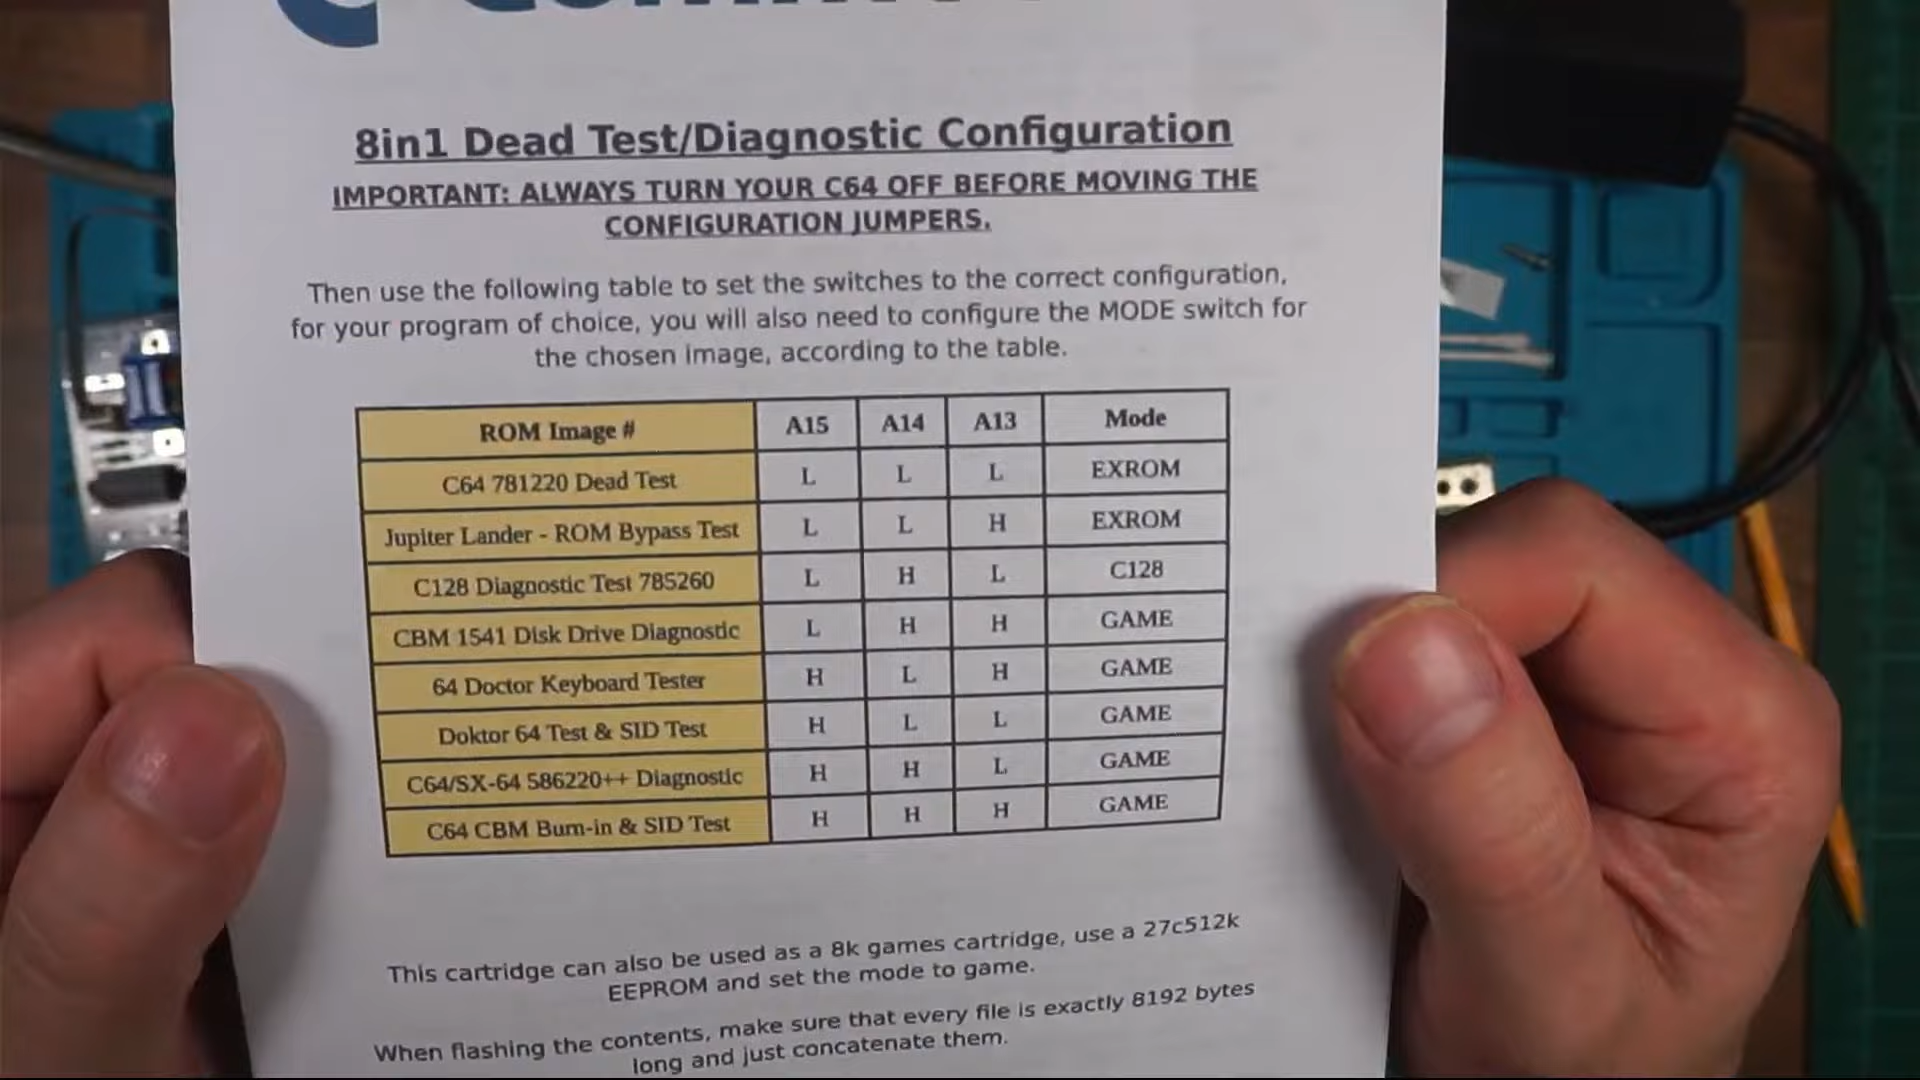 8in1 Dead Test/Diagnostic Configuration
IMPORTANT: ALWAYS TURN YOUR C64 OFF BEFORE MOVING THE
CONFIGURATION JUMPERS.
Then use the following table to set the switches to the correct configuration,
for your program of choice, you will also need to configure the MODE switch for
the chosen image, according to the table.
ROM Image # A15 A14 A13 Mode
C64 781220 Dead Test L L L EXROM
Jupiter Lander - ROM Bypass Test L L H EXROM
C128 Diagnostic Test 785260 L H L C128
CBM 1541 Disk Drive Diagnostic L H H GAME
64 Doctor Keyboard Tester H L H GAME
Doktor 64 Test & SID Test H L L GAME
C64/SX-64 586220++ Diagnostic H H L GAME
C64 CBM Burn-in & SID Test H H H GAME
This cartridge can also be used as a 8k games cartridge, use a 27c512k
EEPROM and set the mode to game.
When flashing the contents, make sure that every file is exactly 8192 bytes
long and just concatenate them.